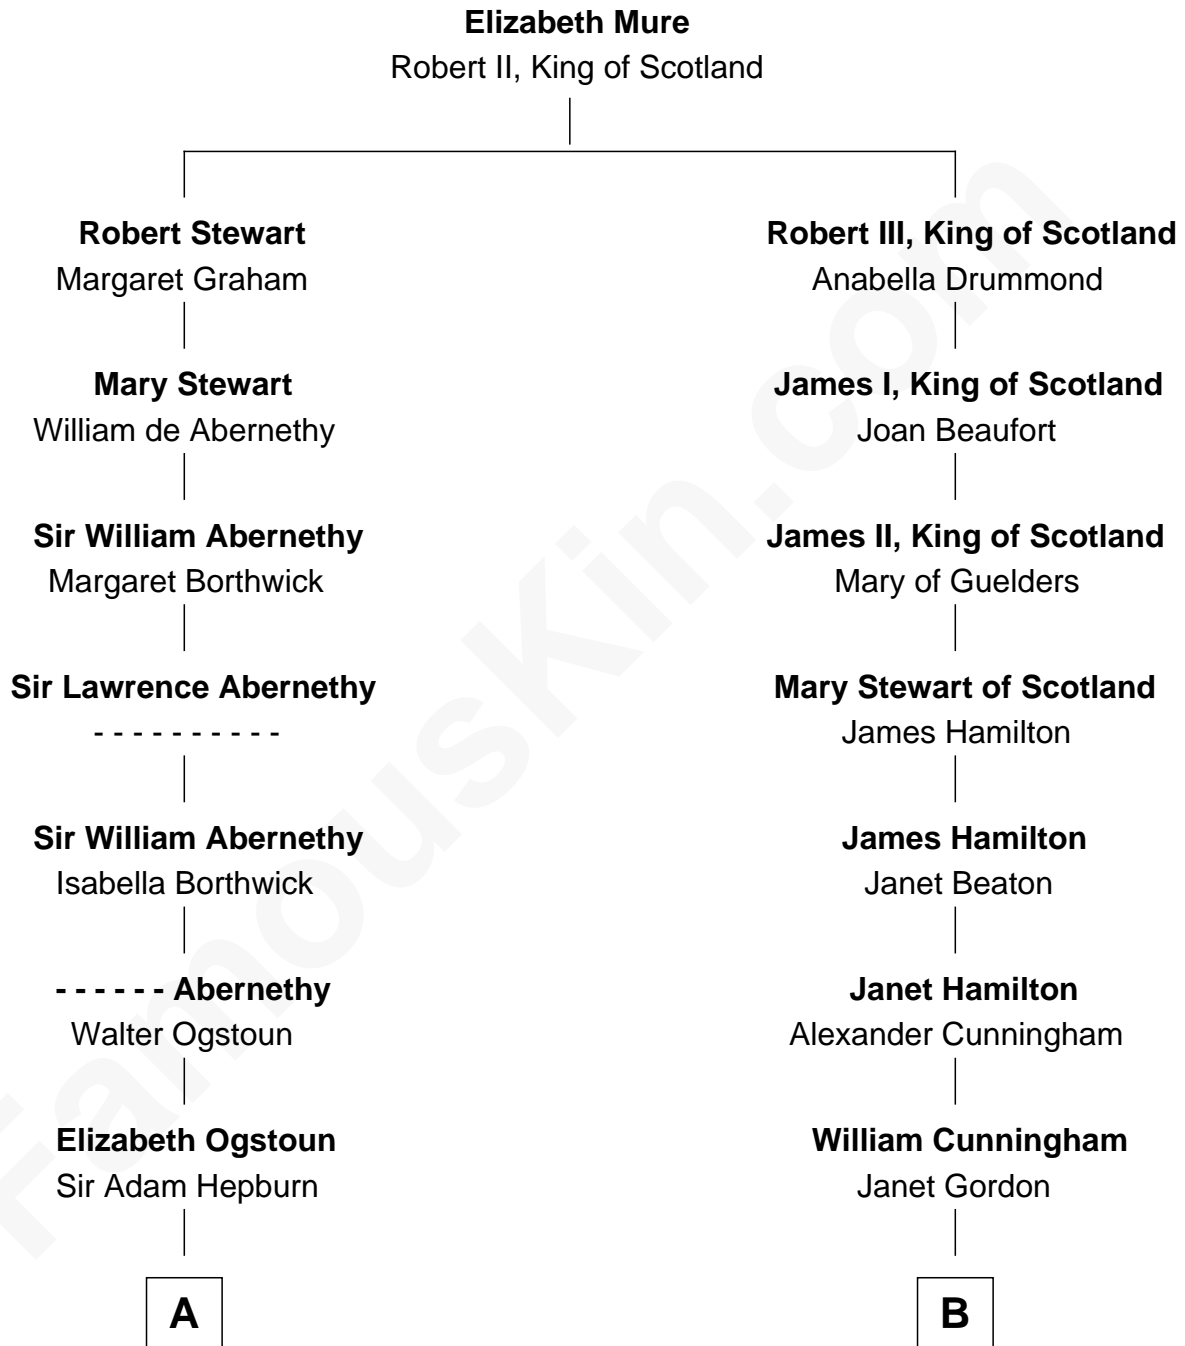 Elizabeth Mure
Robert II, King of Scotland
Robert Stewart
Margaret Graham
Robert III, King of Scotland
Anabella Drummond
Mary Stewart
William de Abernethy
James I, King of Scotland
Joan Beaufort
Sir William Abernethy
Margaret Borthwick
James II, King of Scotland
Mary of Guelders
Sir Lawrence Abernethy
- - - - - - - - - -
Mary Stewart of Scotland
James Hamilton
Sir William Abernethy
Isabella Borthwick
James Hamilton
Janet Beaton
- - - - - - Abernethy
Walter Ogstoun
Janet Hamilton
Alexander Cunningham
Elizabeth Ogstoun
Sir Adam Hepburn
William Cunningham
Janet Gordon
A
B
FamousKin.com